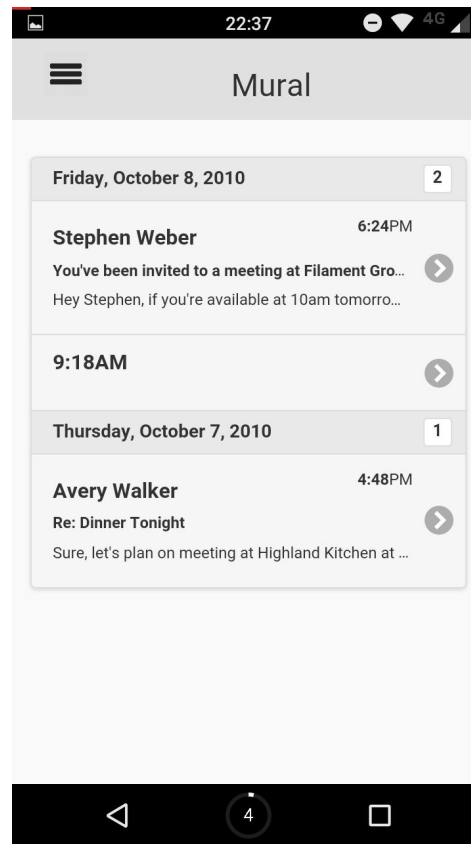 22:37
4G
Mural
Friday, October 8, 2010 2
6:24PM
Stephen Weber
You've been invited to a meeting at Filament Gro...
Hey Stephen, if you're available at 10am tomorro...
9:18AM
Thursday, October 7, 2010 1
4:48PM
Avery Walker
Re: Dinner Tonight
Sure, let's plan on meeting at Highland Kitchen at ...
4